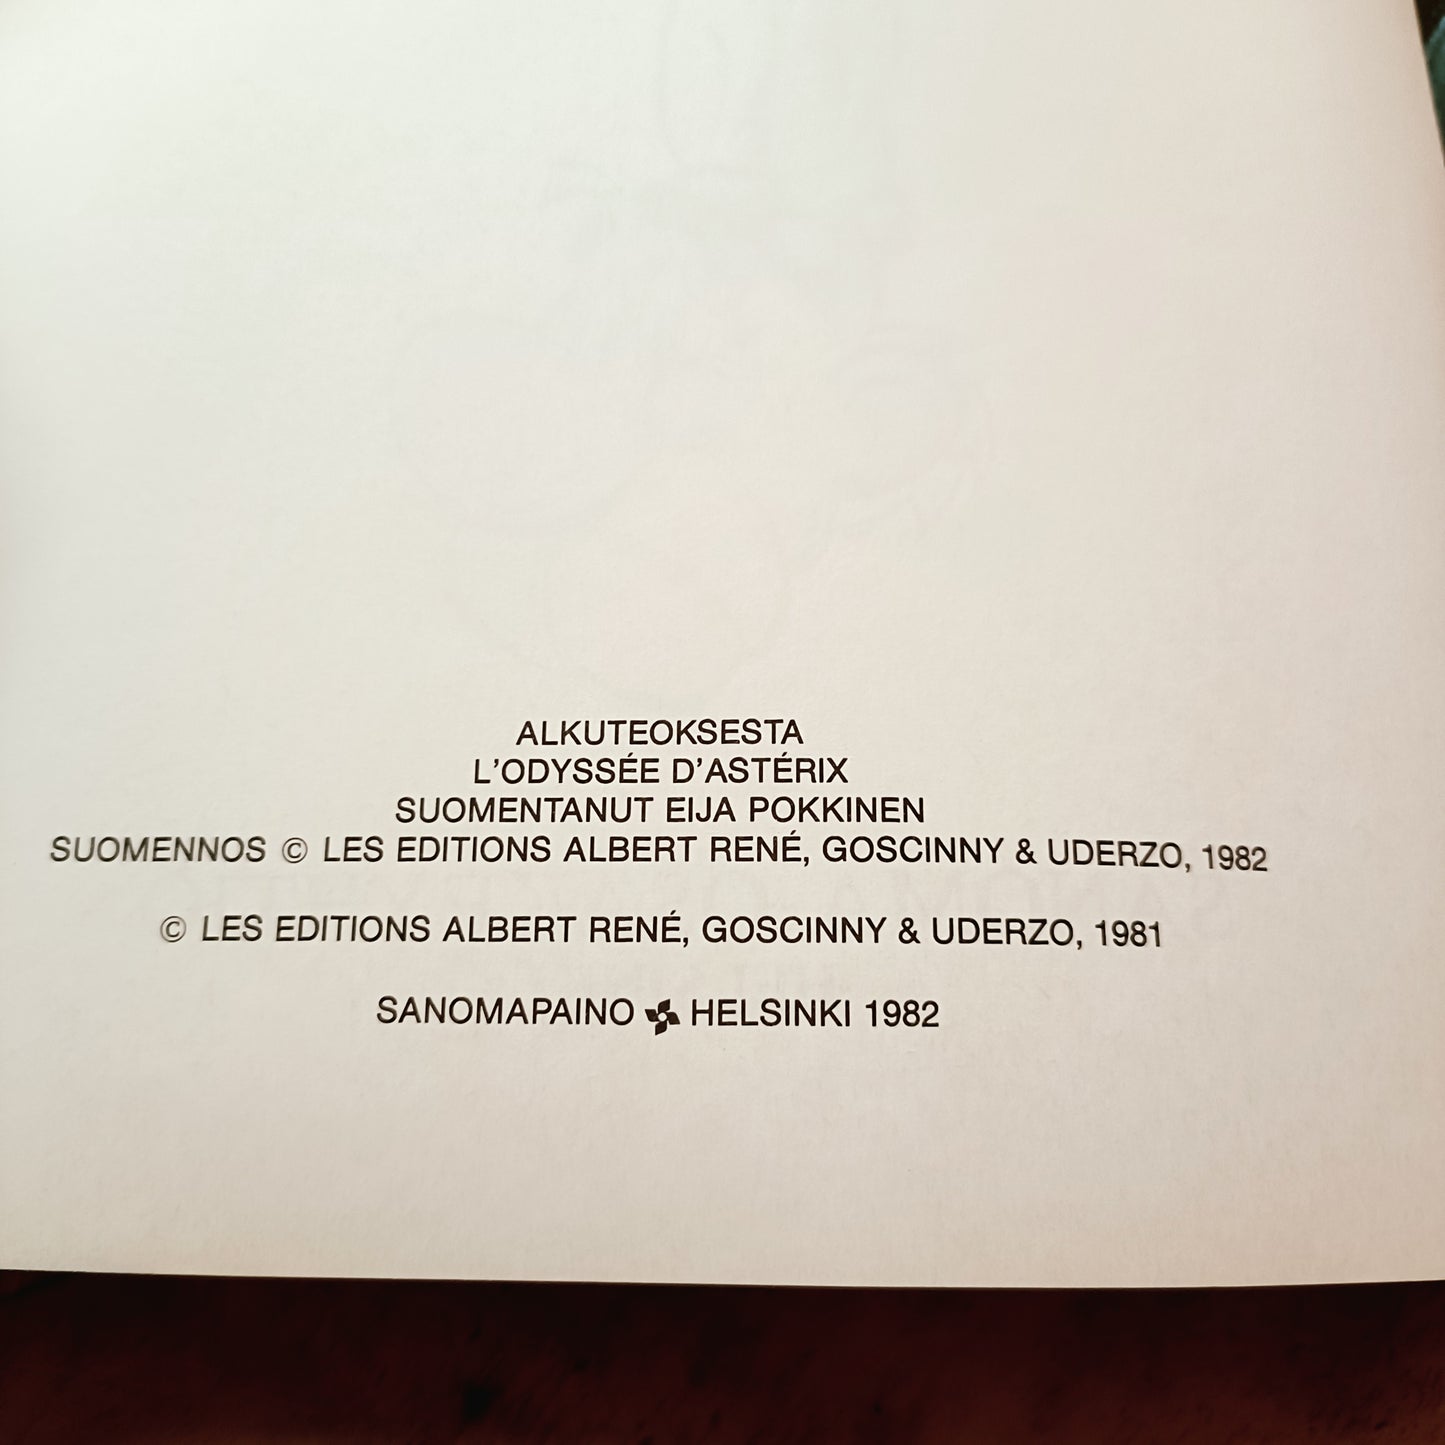 ALKUTEOKSESTA
L'ODYSSÉE D'ASTÉRIX
SUOMENTANUT EIJA POKKINEN
SUOMENNOS © LES EDITIONS ALBERT RENÉ, GOSCINNY & UDERZO, 1982
© LES EDITIONS ALBERT RENÉ, GOSCINNY & UDERZO, 1981
SANOMAPAINO HELSINKI 1982